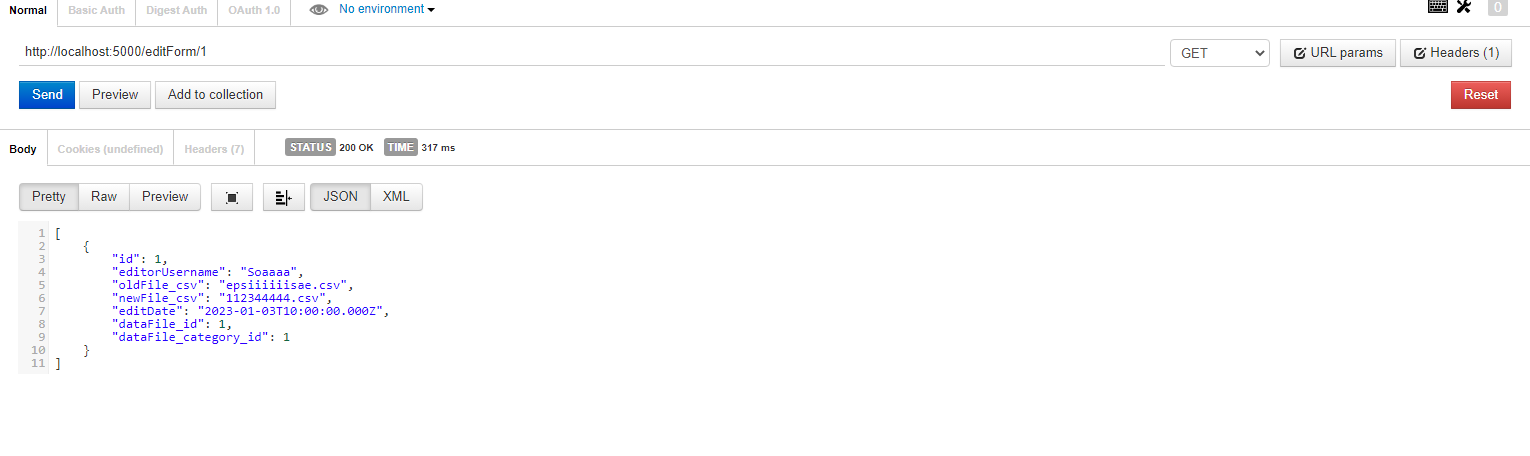 Normal Basic Auth Digest Auth OAuth 1.0 No environment 0
http://localhost:5000/editForm/1 GET URL params Headers (1)
Send Preview Add to collection Reset
Body Cookies (undefined) Headers (7) STATUS 200 OK TIME 317 ms
Pretty Raw Preview JSON XML
1 [
2 {
3 "id": 1,
4 "editorUsername": "Soaaaa",
5 "oldFile_csv": "epsiiiiiisae.csv",
6 "newFile_csv": "112344444.csv",
7 "editDate": "2023-01-03T10:00:00.000Z",
8 "dataFile_id": 1,
9 "dataFile_category_id": 1
10 }
11 ]